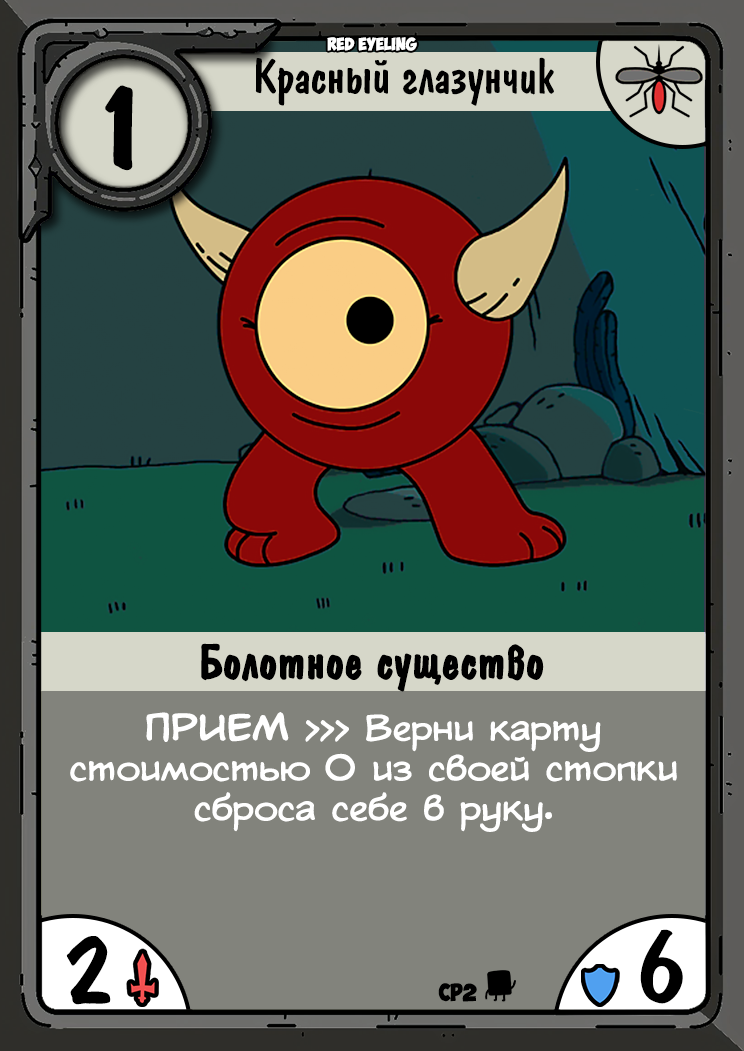 RED EYELING
Красный глазунчик
1
Болотное существо
ПРИЕМ >>> Верни карту
стоимостью 0 из своей стопки
сброса себе в руку.
2
CP2
6